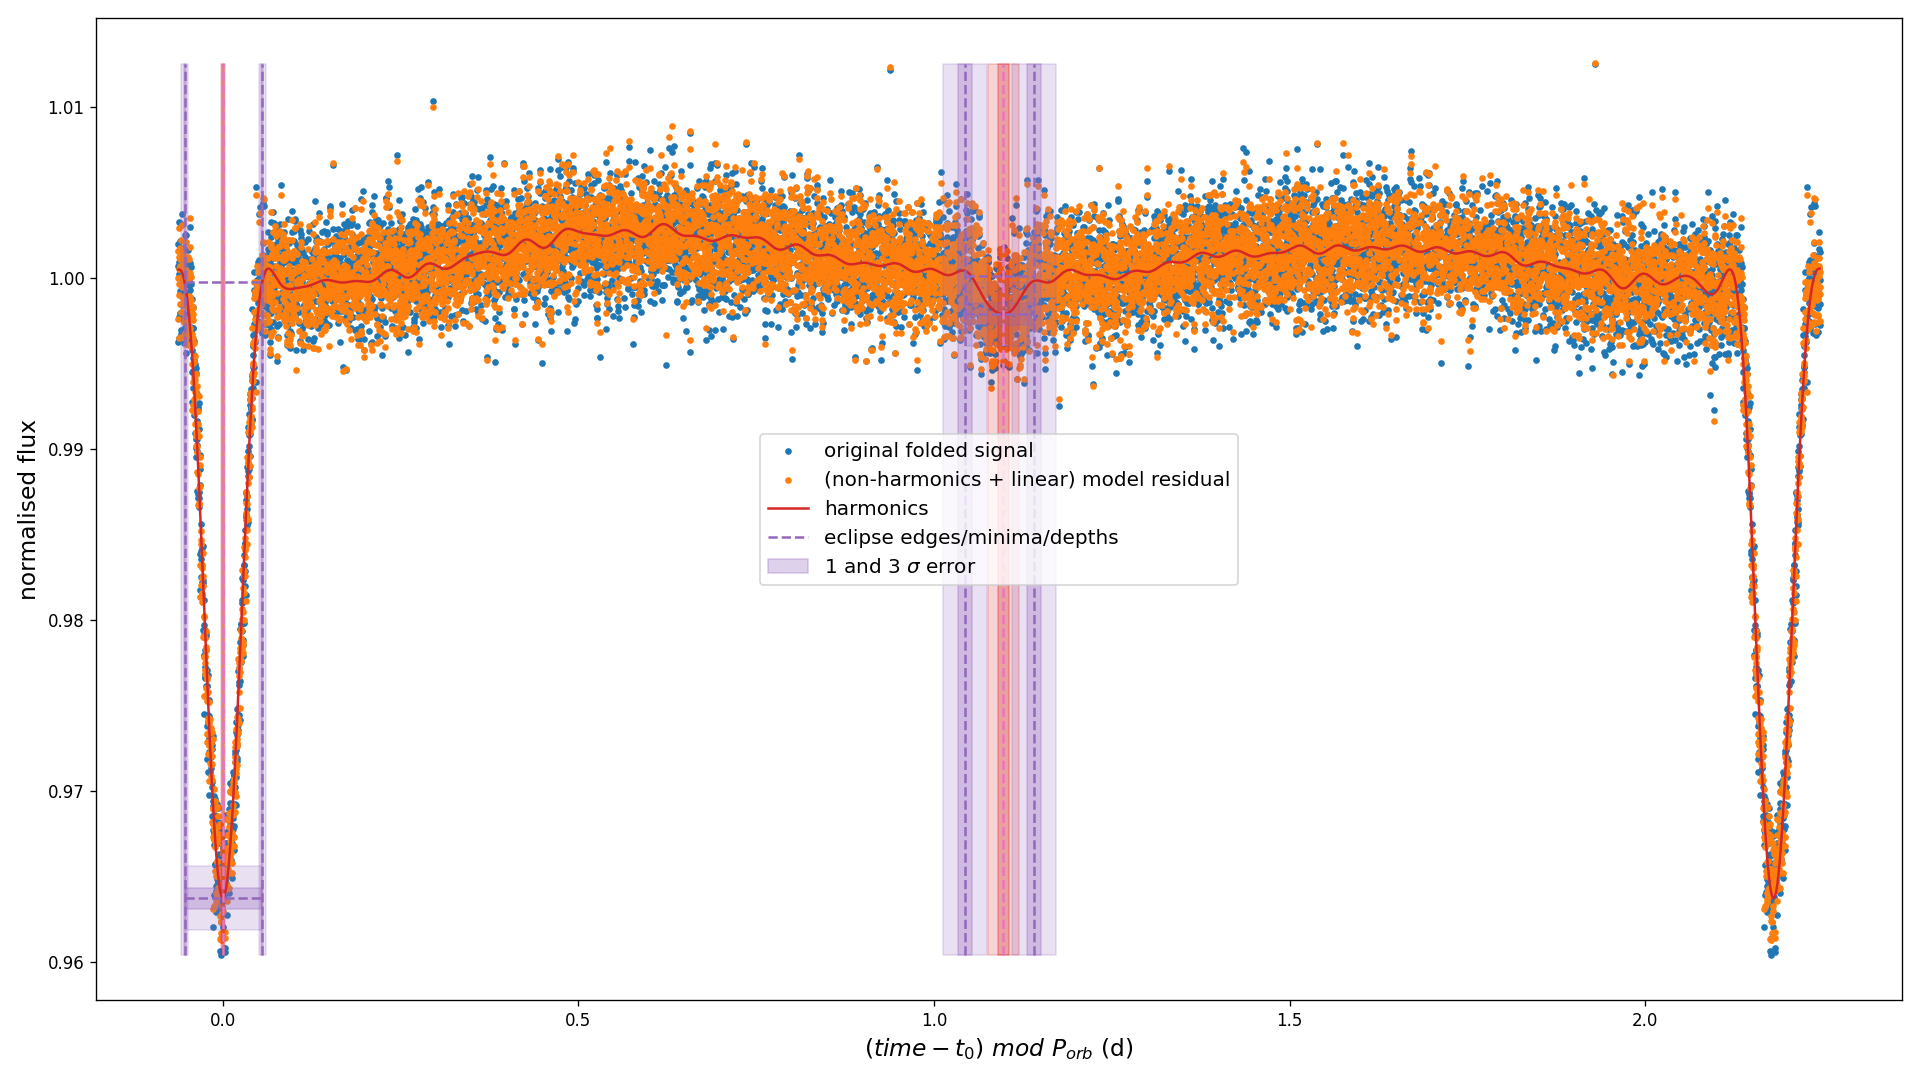 1.01
1.00
0.99
0.98
0.97
0.96
normalised flux
original folded signal
(non-harmonics + linear) model residual
harmonics
eclipse edges/minima/depths
1 and 3 σ error
0.0 0.5 1.0 1.5 2.0
(time − t₀) mod P_orb (d)